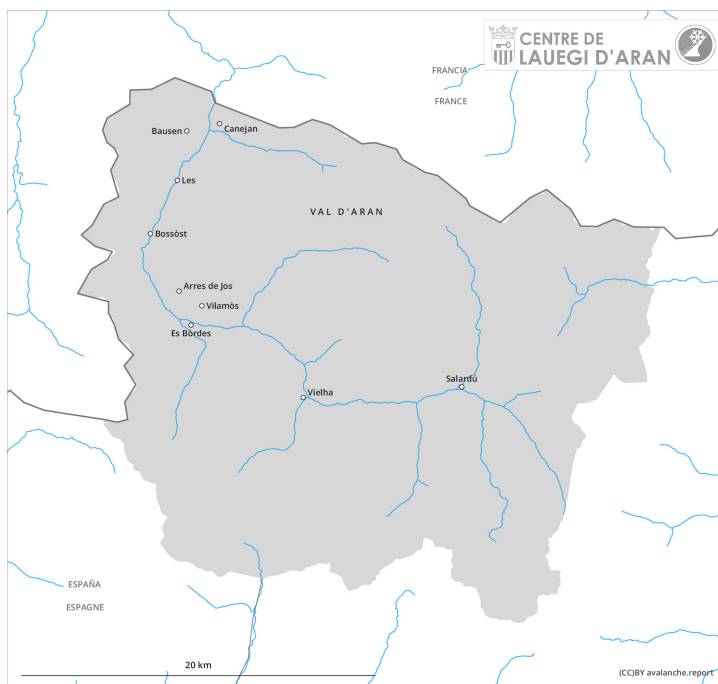 CENTRE DE
LAUEGI D'ARAN
FRANCIA
FRANCE
Bausen
Canejan
Les
VAL D'ARAN
Bossòst
Arres de Jos
Vilamòs
Es Bòrdes
Salardú
Vielha
ESPAÑA
ESPAGNE
20 km
(CC)BY avalanche.report